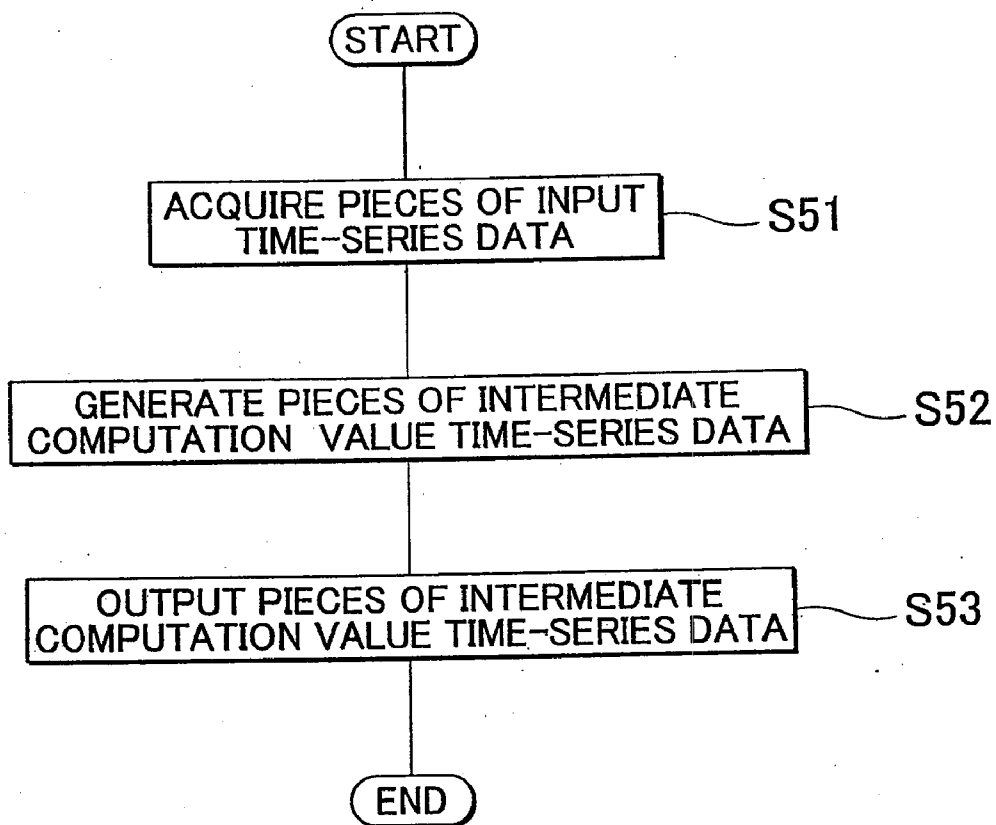 START
ACQUIRE PIECES OF INPUT
TIME-SERIES DATA
S51
GENERATE PIECES OF INTERMEDIATE
COMPUTATION VALUE TIME-SERIES DATA
S52
OUTPUT PIECES OF INTERMEDIATE
COMPUTATION VALUE TIME-SERIES DATA
S53
END